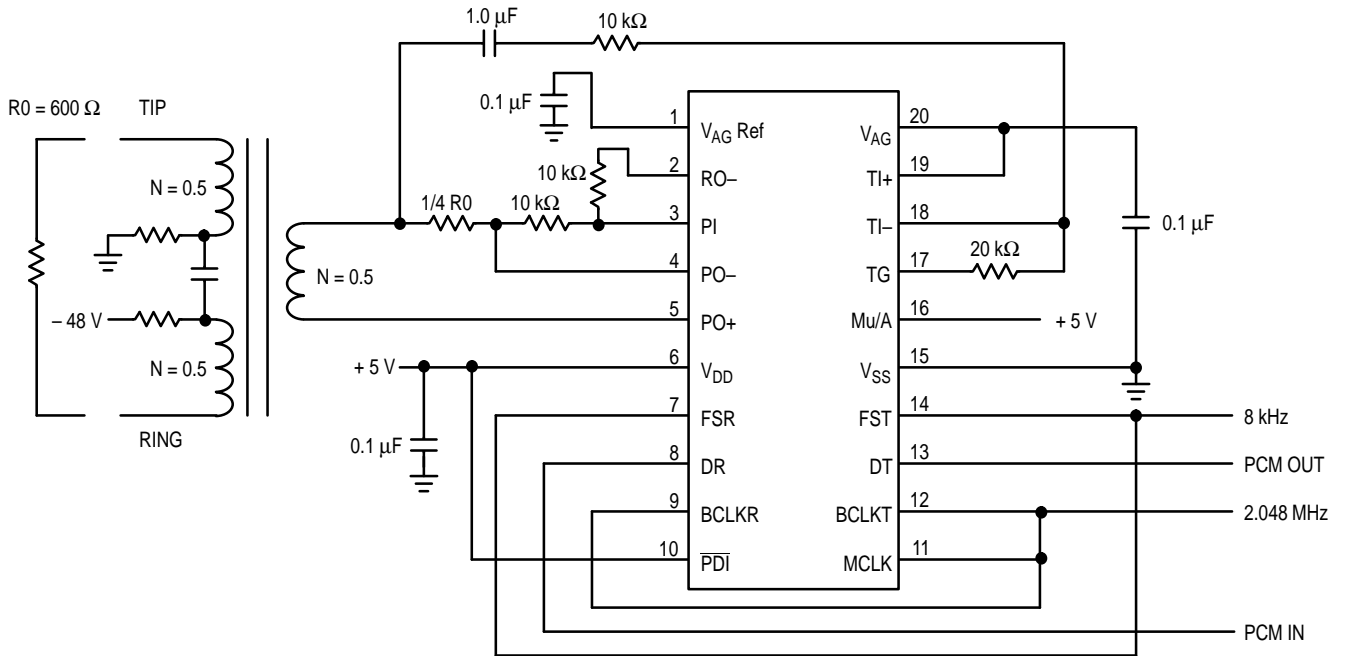 1.0 μF
10 kΩ
R0 = 600 Ω
TIP
0.1 μF
1
VAG Ref
VAG
20
N = 0.5
10 kΩ
2
RO–
TI+
19
1/4 R0
10 kΩ
3
PI
TI–
18
0.1 μF
N = 0.5
4
PO–
TG
17
20 kΩ
– 48 V
5
PO+
Mu/A
16
+ 5 V
N = 0.5
+ 5 V
6
VDD
VSS
15
RING
7
FSR
FST
14
8 kHz
0.1 μF
8
DR
DT
13
PCM OUT
9
BCLKR
BCLKT
12
2.048 MHz
10
PDI
MCLK
11
PCM IN